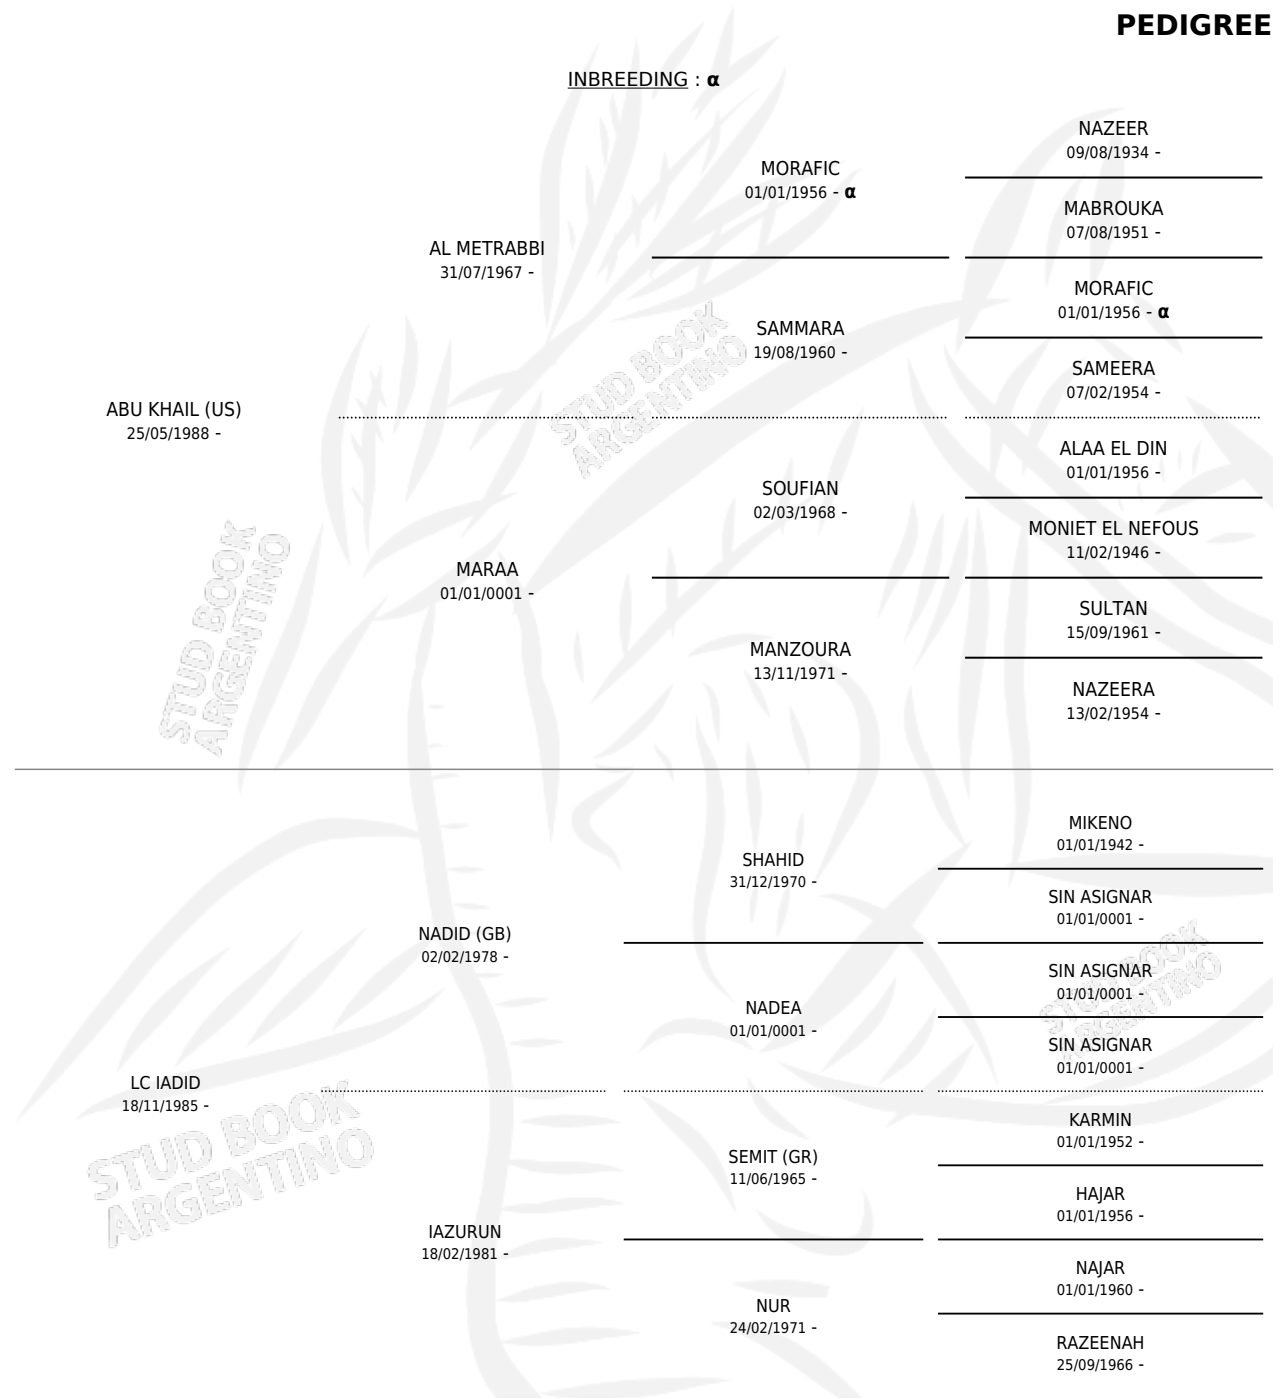 PEDIGREE
INBREEDING : α
NAZEER
09/08/1934 -
MORAFIC
01/01/1956 - α
MABROUKA
07/08/1951 -
AL METRABBI
31/07/1967 -
MORAFIC
01/01/1956 - α
SAMMARA
19/08/1960 -
SAMEERA
07/02/1954 -
ABU KHAIL (US)
25/05/1988 -
ALAA EL DIN
01/01/1956 -
SOUFIAN
02/03/1968 -
MONIET EL NEFOUS
11/02/1946 -
MARAA
01/01/0001 -
SULTAN
15/09/1961 -
MANZOURA
13/11/1971 -
NAZEERA
13/02/1954 -
MIKENO
01/01/1942 -
SHAHID
31/12/1970 -
SIN ASIGNAR
01/01/0001 -
NADID (GB)
02/02/1978 -
SIN ASIGNAR
01/01/0001 -
NADEA
01/01/0001 -
SIN ASIGNAR
01/01/0001 -
LC IADID
18/11/1985 -
KARMIN
01/01/1952 -
SEMIT (GR)
11/06/1965 -
HAJAR
01/01/1956 -
IAZURUN
18/02/1981 -
NAJAR
01/01/1960 -
NUR
24/02/1971 -
RAZEENAH
25/09/1966 -
STUD BOOK
ARGENTINO
STUD BOOK
ARGENTINO
STUD BOOK
ARGENTINO
STUD BOOK
ARGENTINO